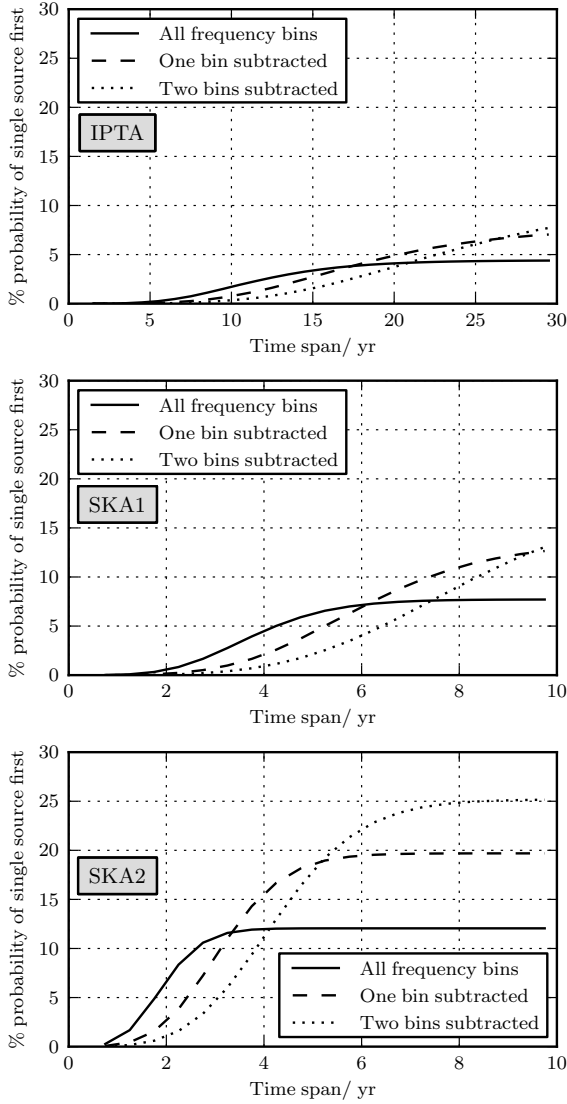 30
25
20
15
10
5
0
% probability of single source first
All frequency bins
One bin subtracted
Two bins subtracted
IPTA
0 5 10 15 20 25 30
Time span/ yr
30
25
20
15
10
5
0
% probability of single source first
All frequency bins
One bin subtracted
Two bins subtracted
SKA1
0 2 4 6 8 10
Time span/ yr
30
25
20
15
10
5
0
% probability of single source first
SKA2
All frequency bins
One bin subtracted
Two bins subtracted
0 2 4 6 8 10
Time span/ yr